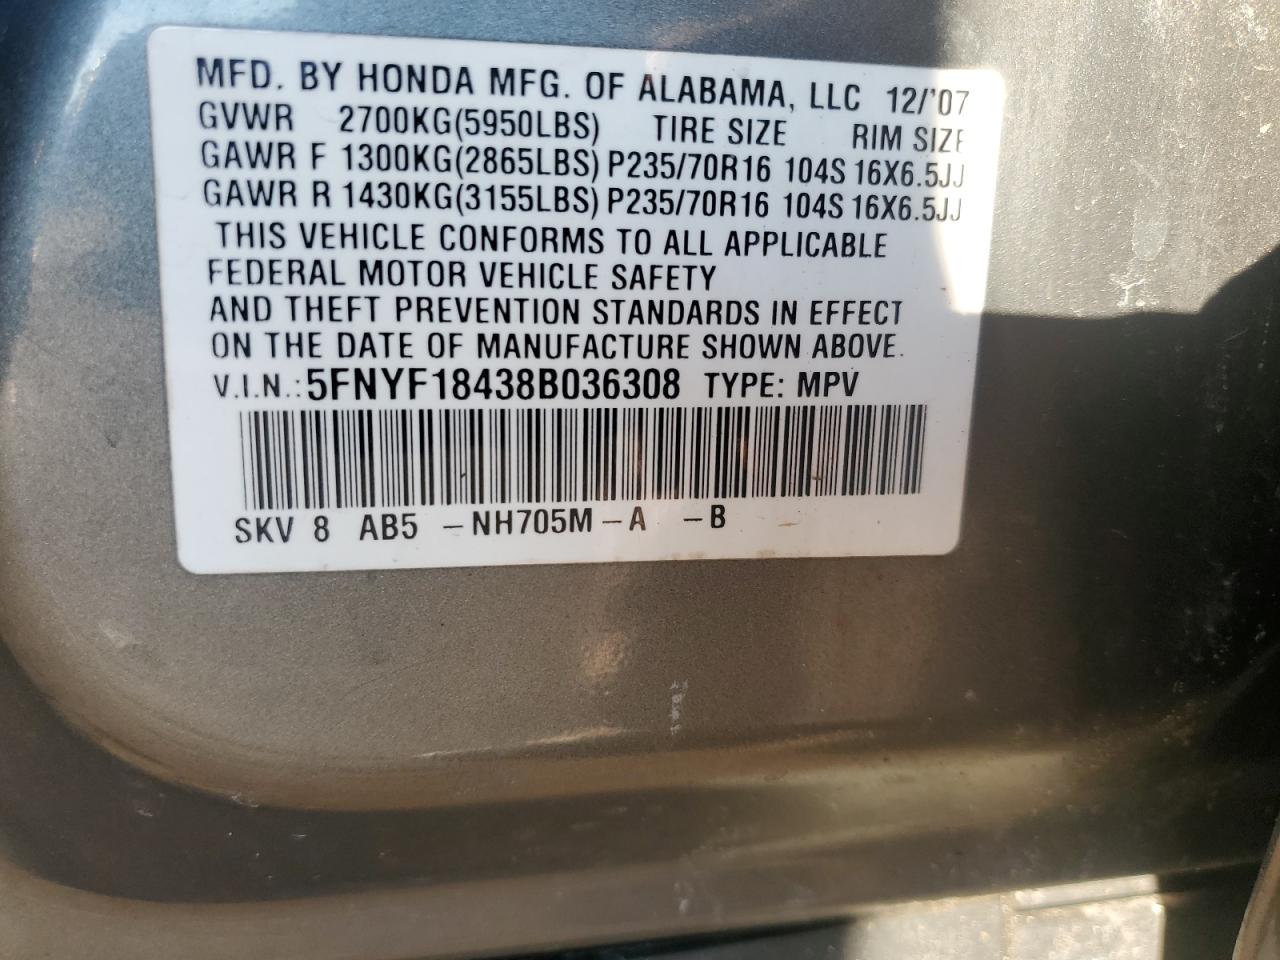 MFD. BY HONDA MFG. OF ALABAMA, LLC 12/'07
GVWR 2700KG(5950LBS) TIRE SIZE RIM SIZE
GAWR F 1300KG(2865LBS) P235/70R16 104S 16X6.5JJ
GAWR R 1430KG(3155LBS) P235/70R16 104S 16X6.5JJ
THIS VEHICLE CONFORMS TO ALL APPLICABLE
FEDERAL MOTOR VEHICLE SAFETY
AND THEFT PREVENTION STANDARDS IN EFFECT
ON THE DATE OF MANUFACTURE SHOWN ABOVE.
V.I.N.: 5FNYF18438B036308 TYPE: MPV
SKV 8 AB5 -NH705M-A -B